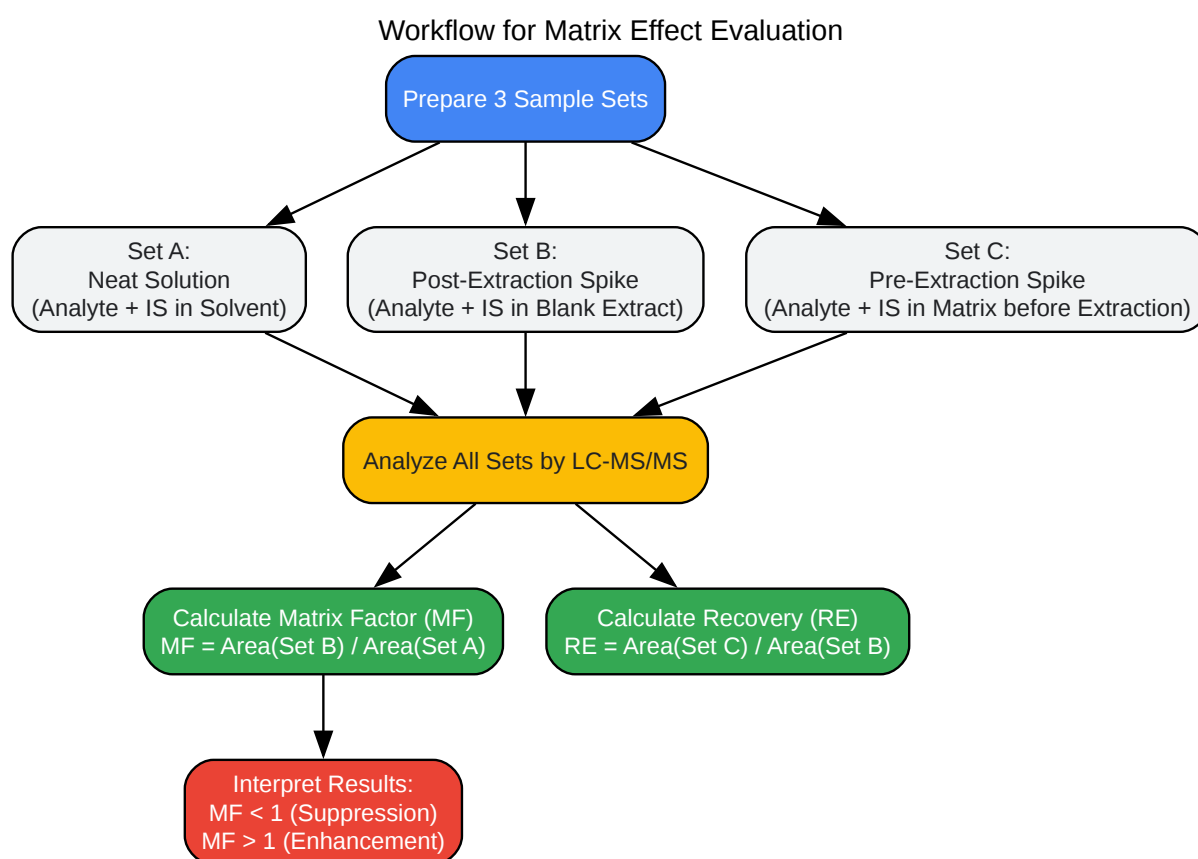 Workflow for Matrix Effect Evaluation
Prepare 3 Sample Sets
Set A:
Neat Solution
(Analyte + IS in Solvent)
Set B:
Post-Extraction Spike
(Analyte + IS in Blank Extract)
Set C:
Pre-Extraction Spike
(Analyte + IS in Matrix before Extraction)
Analyze All Sets by LC-MS/MS
Calculate Matrix Factor (MF)
MF = Area(Set B) / Area(Set A)
Calculate Recovery (RE)
RE = Area(Set C) / Area(Set B)
Interpret Results:
MF < 1 (Suppression)
MF > 1 (Enhancement)